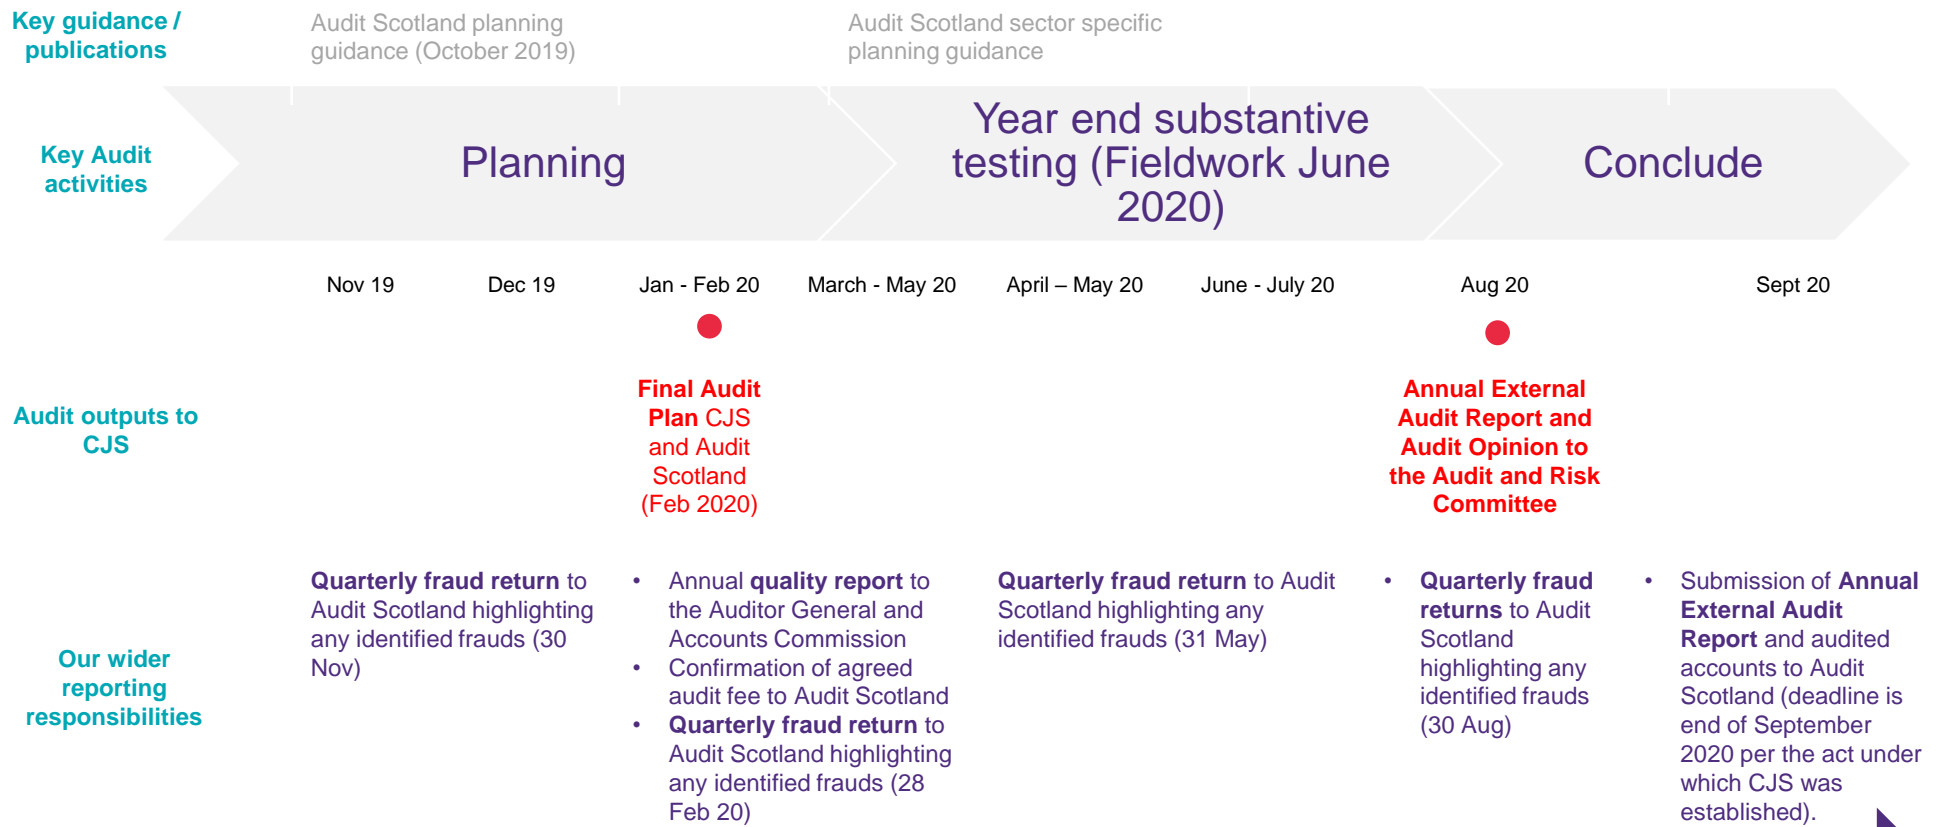 Key guidance /
publications
Audit Scotland planning
guidance (October 2019)
Audit Scotland sector specific
planning guidance
Key Audit
activities
Planning
Year end substantive
testing (Fieldwork June
2020)
Conclude
Nov 19
Dec 19
Jan - Feb 20
March - May 20
April – May 20
June - July 20
Aug 20
Sept 20
Audit outputs to
CJS
Final Audit
Plan CJS
and Audit
Scotland
(Feb 2020)
Annual External
Audit Report and
Audit Opinion to
the Audit and Risk
Committee
Our wider
reporting
responsibilities
Quarterly fraud return to
Audit Scotland highlighting
any identified frauds (30
Nov)
• Annual quality report to
the Auditor General and
Accounts Commission
• Confirmation of agreed
audit fee to Audit Scotland
• Quarterly fraud return to
Audit Scotland highlighting
any identified frauds (28
Feb 20)
Quarterly fraud return to Audit
Scotland highlighting any
identified frauds (31 May)
• Quarterly fraud
returns to Audit
Scotland
highlighting any
identified frauds
(30 Aug)
• Submission of Annual
External Audit
Report and audited
accounts to Audit
Scotland (deadline is
end of September
2020 per the act under
which CJS was
established).